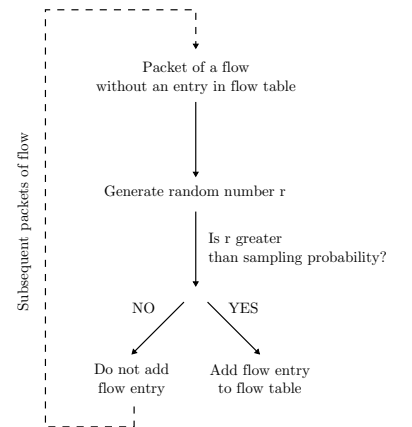 Packet of a flow
without an entry in flow table
Generate random number r
Is r greater
than sampling probability?
NO
YES
Do not add
flow entry
Add flow entry
to flow table
Subsequent packets of flow